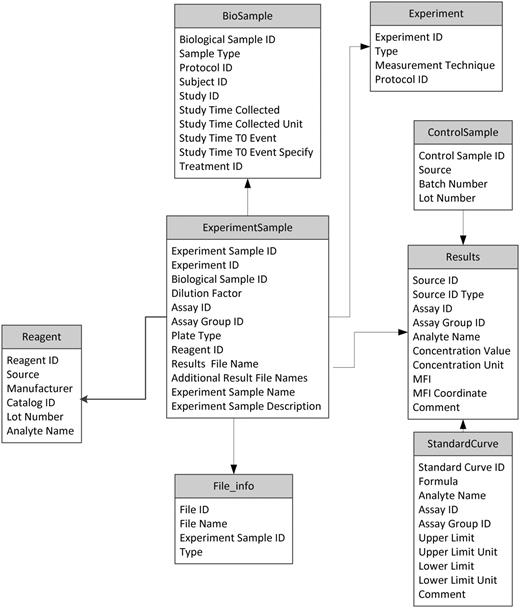 BioSample
Biological Sample ID
Sample Type
Protocol ID
Subject ID
Study ID
Study Time Collected
Study Time Collected Unit
Study Time T0 Event
Study Time T0 Event Specify
Treatment ID
Experiment
Experiment ID
Type
Measurement Technique
Protocol ID
ControlSample
Control Sample ID
Source
Batch Number
Lot Number
ExperimentSample
Experiment Sample ID
Experiment ID
Biological Sample ID
Dilution Factor
Assay ID
Assay Group ID
Plate Type
Reagent ID
Results File Name
Additional Result File Names
Experiment Sample Name
Experiment Sample Description
Results
Source ID
Source ID Type
Assay ID
Assay Group ID
Analyte Name
Concentration Value
Concentration Unit
MFI
MFI Coordinate
Comment
Reagent
Reagent ID
Source
Manufacturer
Catalog ID
Lot Number
Analyte Name
File_info
File ID
File Name
Experiment Sample ID
Type
StandardCurve
Standard Curve ID
Formula
Analyte Name
Assay ID
Assay Group ID
Upper Limit
Upper Limit Unit
Lower Limit
Lower Limit Unit
Comment